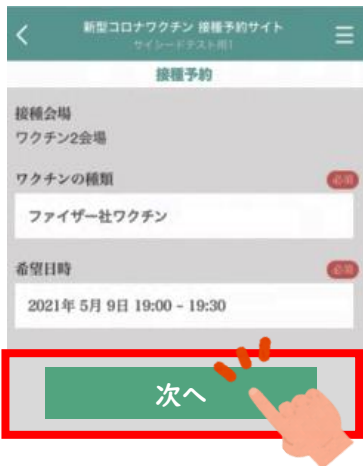 新型コロナワクチン 接種予約サイト
サイシードテスト用1
接種予約
接種会場
ワクチン2会場
ワクチンの種類
必須
ファイザー社ワクチン
希望日時
必須
2021年 5月 9日 19:00 - 19:30
次へ